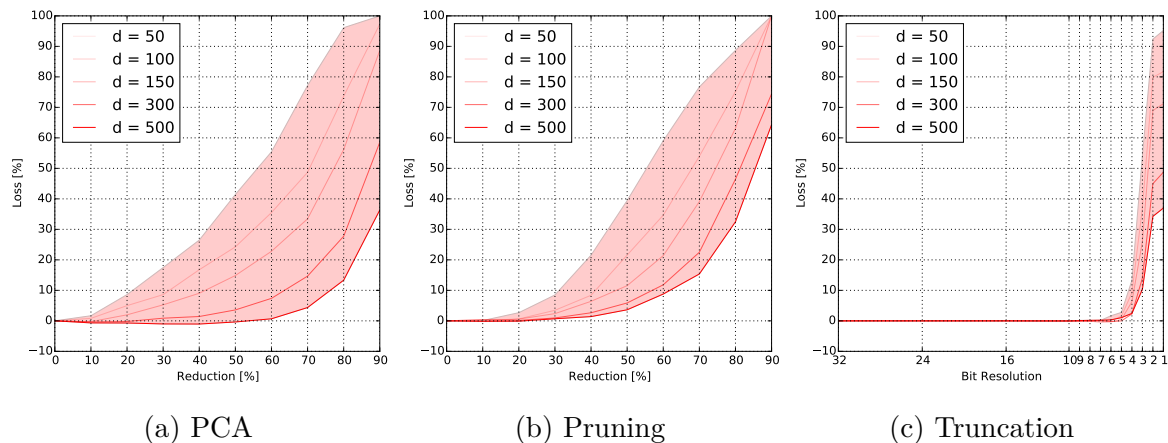 100
90
80
70
60
50
40
30
20
10
0
−10
Loss [%]
d = 50
d = 100
d = 150
d = 300
d = 500
0 10 20 30 40 50 60 70 80 90
Reduction [%]
(a) PCA
100
90
80
70
60
50
40
30
20
10
0
−10
Loss [%]
d = 50
d = 100
d = 150
d = 300
d = 500
0 10 20 30 40 50 60 70 80 90
Reduction [%]
(b) Pruning
100
90
80
70
60
50
40
30
20
10
0
−10
Loss [%]
d = 50
d = 100
d = 150
d = 300
d = 500
32 24 16 10 9 8 7 6 5 4 3 2 1
Bit Resolution
(c) Truncation